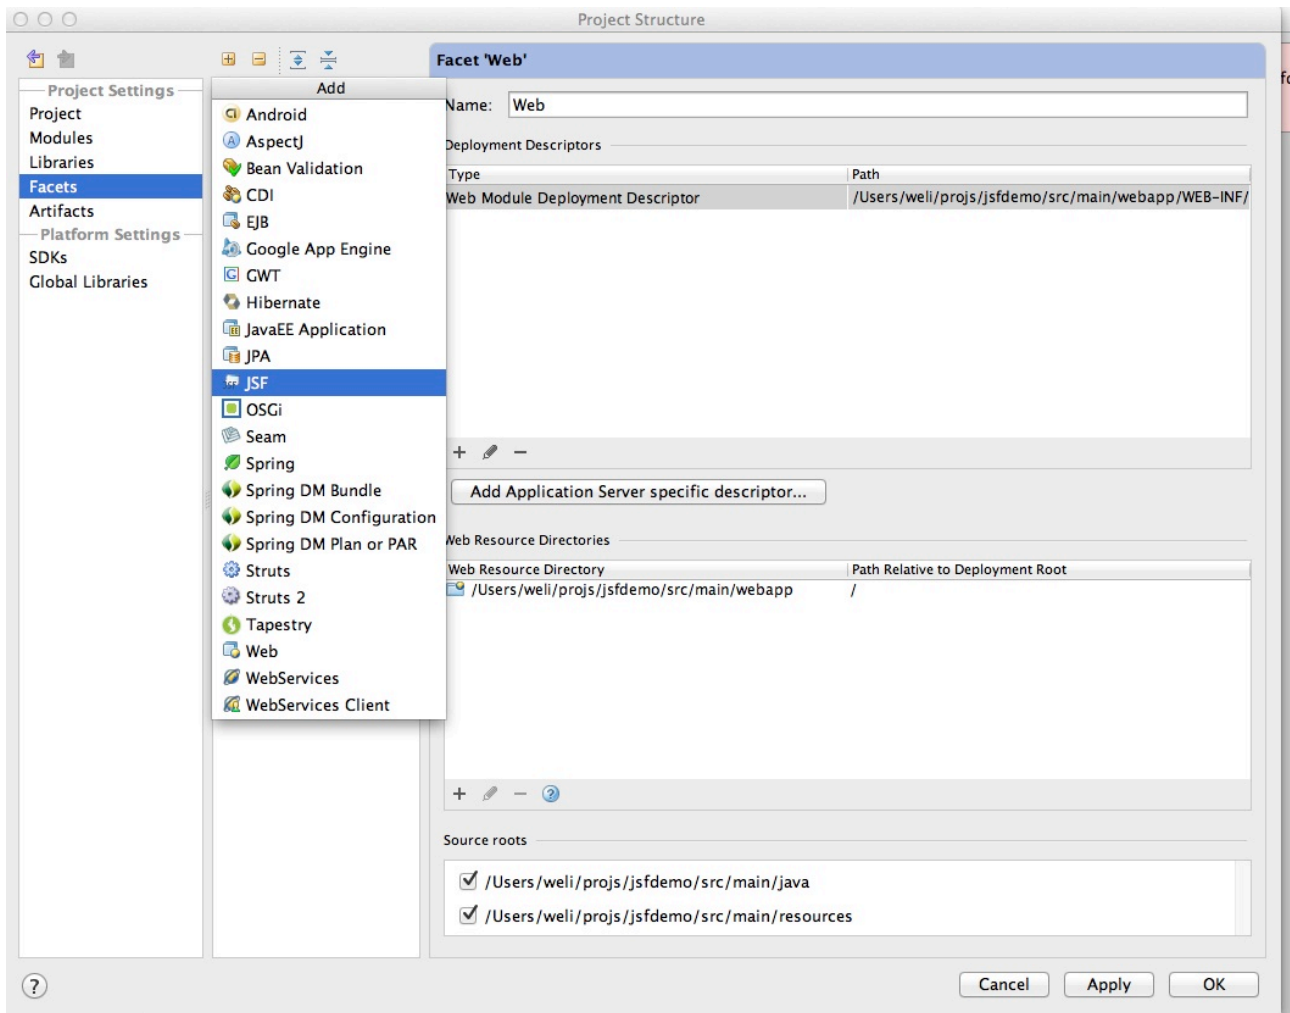 Project Structure
Project Settings
Project
Modules
Libraries
Facets
Artifacts
Platform Settings
SDKs
Global Libraries
Add
Android
AspectJ
Bean Validation
CDI
EJB
Google App Engine
GWT
Hibernate
JavaEE Application
JPA
JSF
OSGi
Seam
Spring
Spring DM Bundle
Spring DM Configuration
Spring DM Plan or PAR
Struts
Struts 2
Tapestry
Web
WebServices
WebServices Client
Facet 'Web'
Name: Web
Deployment Descriptors
Type Path
Web Module Deployment Descriptor /Users/weli/projs/jsfdemo/src/main/webapp/WEB-INF/
Add Application Server specific descriptor...
Web Resource Directories
Web Resource Directory Path Relative to Deployment Root
/Users/weli/projs/jsfdemo/src/main/webapp /
Source roots
/Users/weli/projs/jsfdemo/src/main/java
/Users/weli/projs/jsfdemo/src/main/resources
? Cancel Apply OK